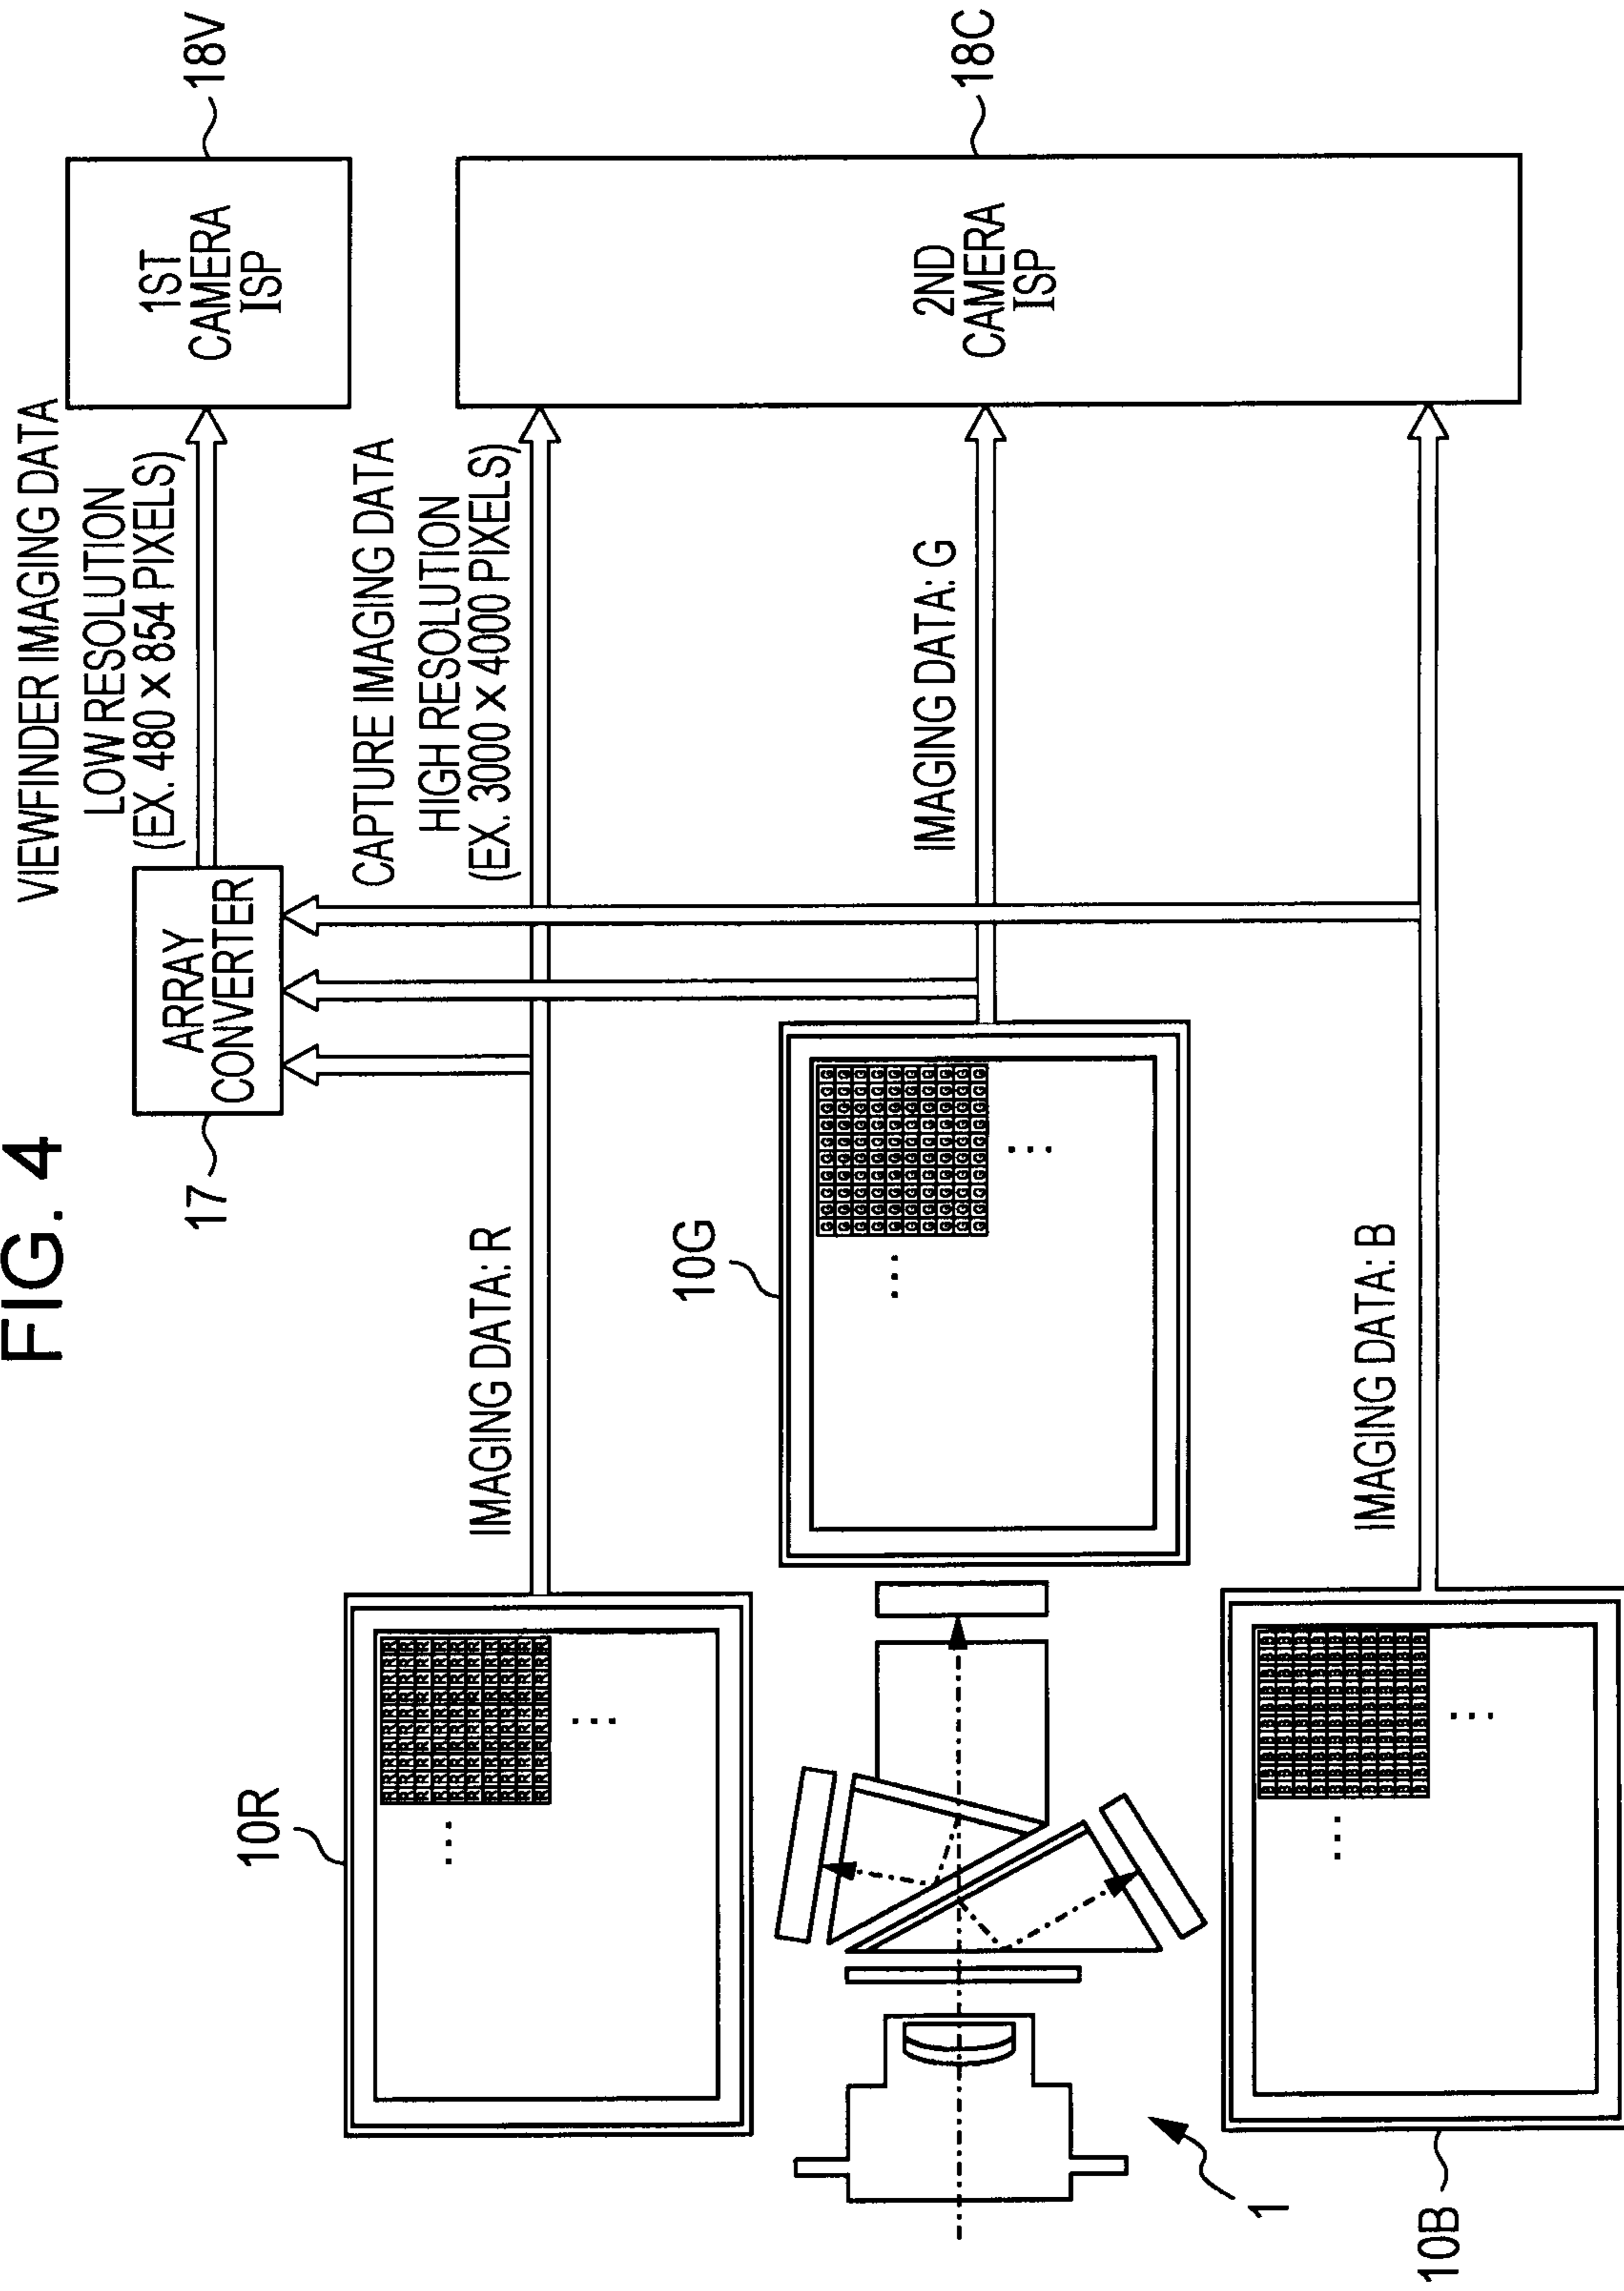 FIG. 4
VIEWFINDER IMAGING DATA
LOW RESOLUTION
(EX. 480 x 854 PIXELS)
17
ARRAY
CONVERTER
1ST
CAMERA
ISP
18V
CAPTURE IMAGING DATA
HIGH RESOLUTION
(EX. 3000 x 4000 PIXELS)
10R
IMAGING DATA: R
R R R R R R R R R R
R R R R R R R R R R
R R R R R R R R R R
R R R R R R R R R R
R R R R R R R R R R
R R R R R R R R R R
R R R R R R R R R R
R R R R R R R R R R
R R R R R R R R R R
R R R R R R R R R R
...
...
10G
IMAGING DATA: G
G G G G G G G G G G
G G G G G G G G G G
G G G G G G G G G G
G G G G G G G G G G
G G G G G G G G G G
G G G G G G G G G G
G G G G G G G G G G
G G G G G G G G G G
G G G G G G G G G G
G G G G G G G G G G
...
...
2ND
CAMERA
ISP
18C
1
10B
IMAGING DATA: B
B B B B B B B B B B
B B B B B B B B B B
B B B B B B B B B B
B B B B B B B B B B
B B B B B B B B B B
B B B B B B B B B B
B B B B B B B B B B
B B B B B B B B B B
B B B B B B B B B B
B B B B B B B B B B
...
...